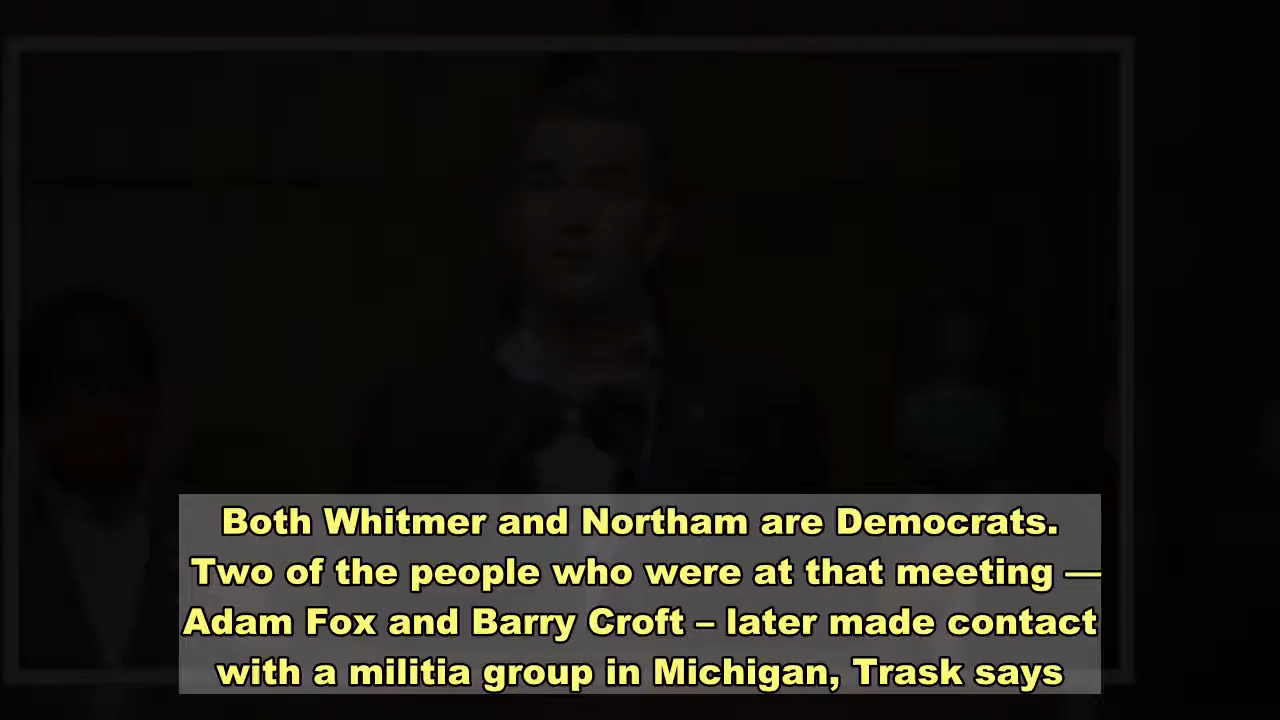 Both Whitmer and Northam are Democrats.
Two of the people who were at that meeting —
Adam Fox and Barry Croft – later made contact
with a militia group in Michigan, Trask says